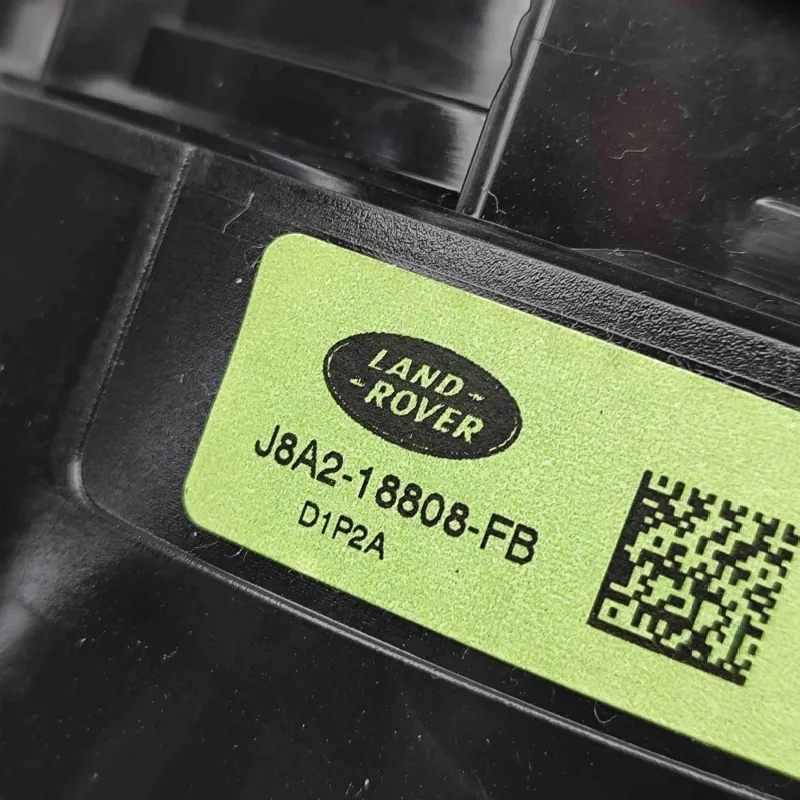 LAND
ROVER
J8A2-18808-FB
D1P2A